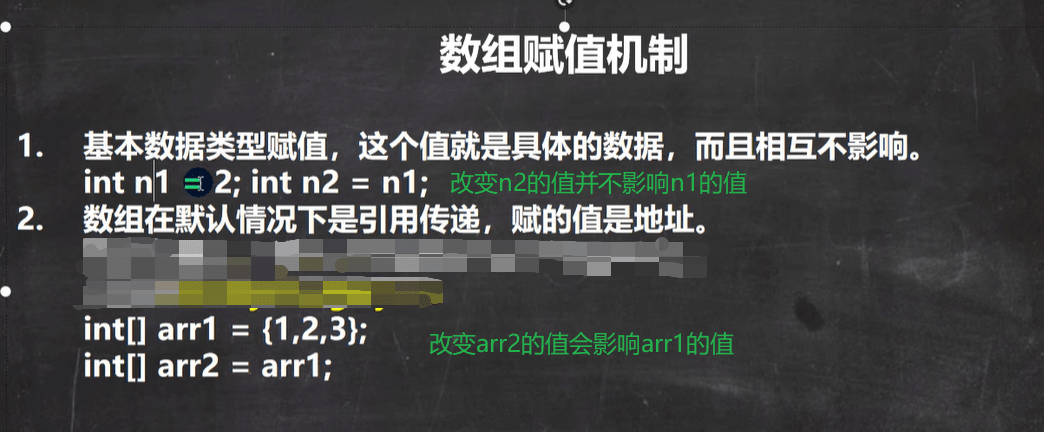 数组赋值机制
1. 基本数据类型赋值，这个值就是具体的数据，而且相互不影响。
int n1 = 2; int n2 = n1; 改变n2的值并不影响n1的值
2. 数组在默认情况下是引用传递，赋的值是地址。
int[] arr1 = {1,2,3};
改变arr2的值会影响arr1的值
int[] arr2 = arr1;